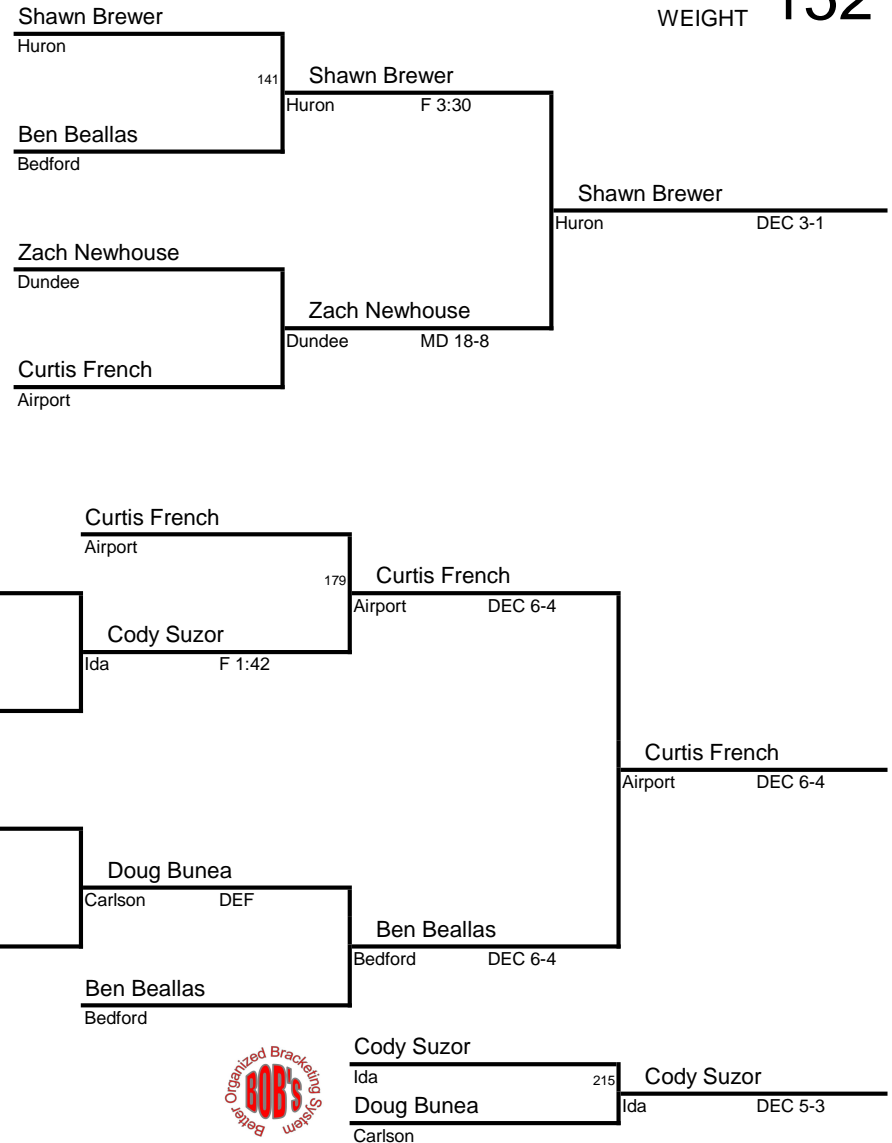 Shawn Brewer
WEIGHT 152
Huron
141 Shawn Brewer
Huron F 3:30
Ben Beallas
Bedford
Shawn Brewer
Huron DEC 3-1
Zach Newhouse
Dundee
Zach Newhouse
Dundee MD 18-8
Curtis French
Airport
Curtis French
Airport
179 Curtis French
Airport DEC 6-4
Cody Suzor
Ida F 1:42
Curtis French
Airport DEC 6-4
Doug Bunea
Carlson DEF
Ben Beallas
Bedford DEC 6-4
Ben Beallas
Bedford
Cody Suzor
Ida
215 Cody Suzor
Ida DEC 5-3
Doug Bunea
Carlson
Better Organized Bracketing System
BOB's